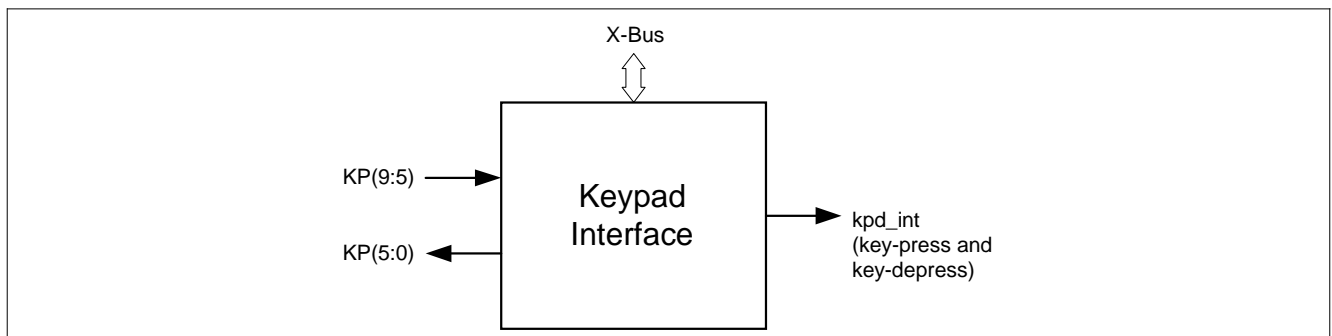 X-Bus
KP(9:5)
KP(5:0)
Keypad
Interface
kpd_int
(key-press and
key-depress)